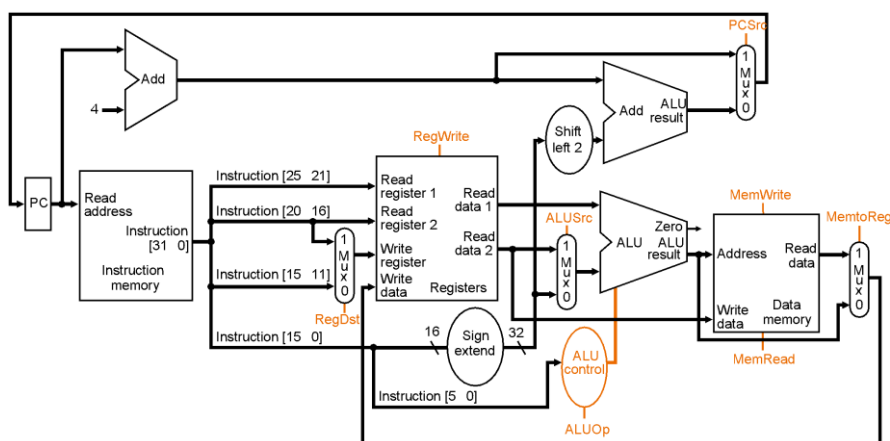 PCSrc
1
M
u
x
0
Add
4
Add
ALU
result
Shift
left 2
RegWrite
PC
Read
address
Instruction
[31 0]
Instruction
memory
Instruction [25 21]
Instruction [20 16]
Instruction [15 11]
Instruction [15 0]
1
M
u
x
0
RegDst
Read
register 1
Read
register 2
Write
register
Write
data
Read
data 1
Read
data 2
Registers
ALUSrc
1
M
u
x
0
Zero
ALU
ALU
result
MemWrite
Address
Read
data
Write
data
Data
memory
MemRead
MemtoReg
1
M
u
x
0
16
Sign
extend
32
Instruction [5 0]
ALU
control
ALUOp